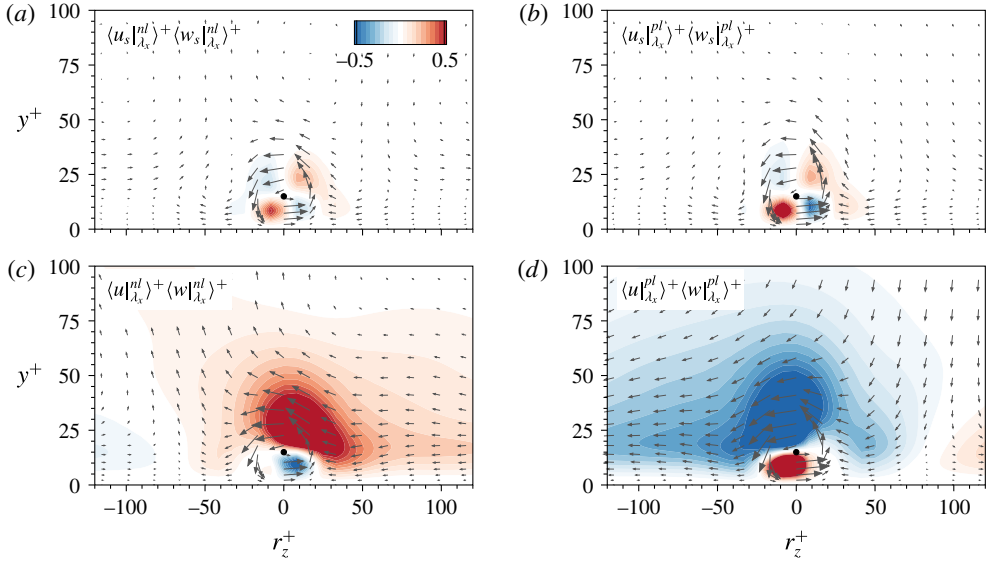 (a)
100
75
50
25
0
y⁺
⟨u_s|^{nl}_{λ_x}⟩⁺⟨w_s|^{nl}_{λ_x}⟩⁺
−0.5 0.5
(b)
100
75
50
25
0
⟨u_s|^{pl}_{λ_x}⟩⁺⟨w_s|^{pl}_{λ_x}⟩⁺
(c)
100
75
50
25
0
y⁺
⟨u|^{nl}_{λ_x}⟩⁺⟨w|^{nl}_{λ_x}⟩⁺
−100 −50 0 50 100
r_z⁺
(d)
100
75
50
25
0
⟨u|^{pl}_{λ_x}⟩⁺⟨w|^{pl}_{λ_x}⟩⁺
−100 −50 0 50 100
r_z⁺